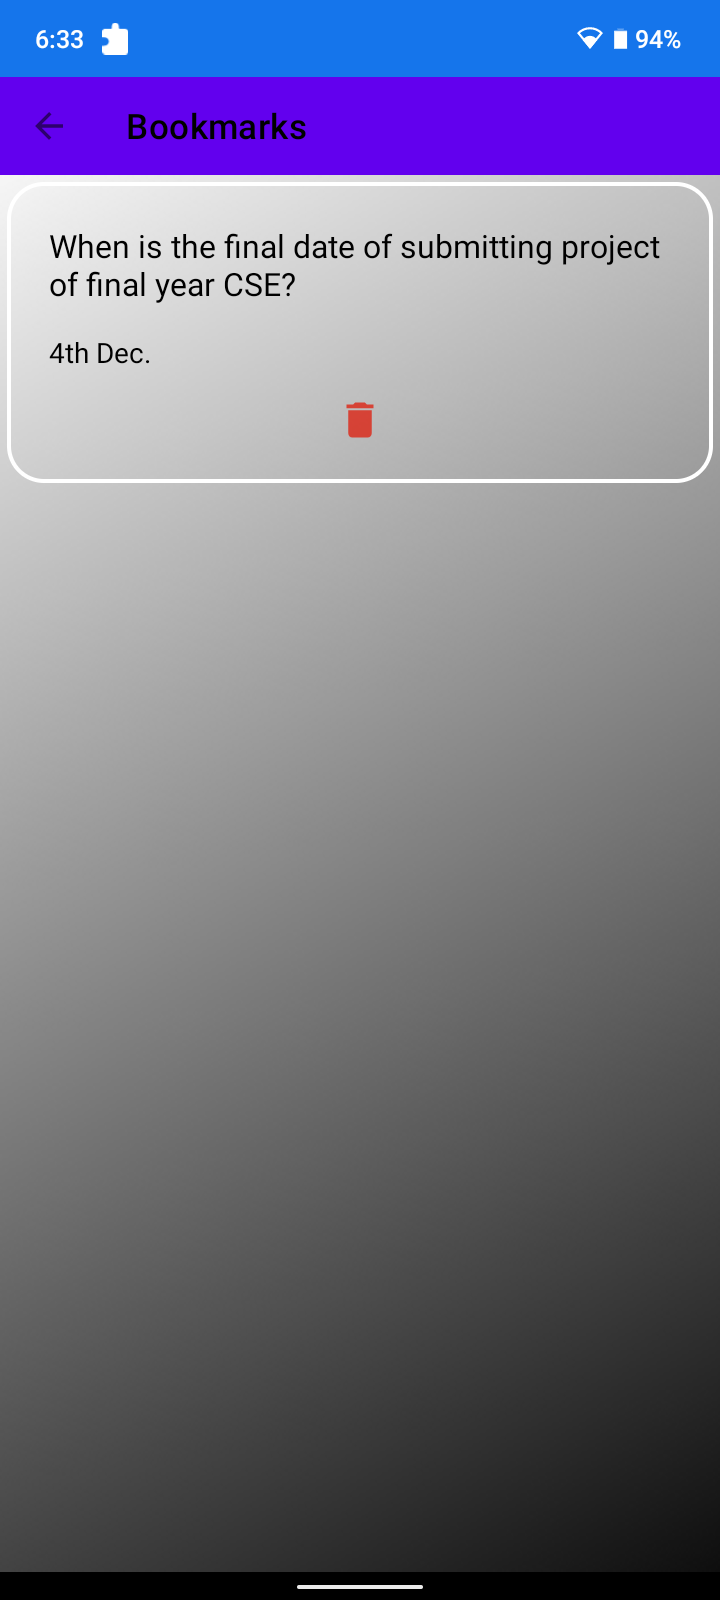 6:33
94%
Bookmarks
When is the final date of submitting project
of final year CSE?
4th Dec.